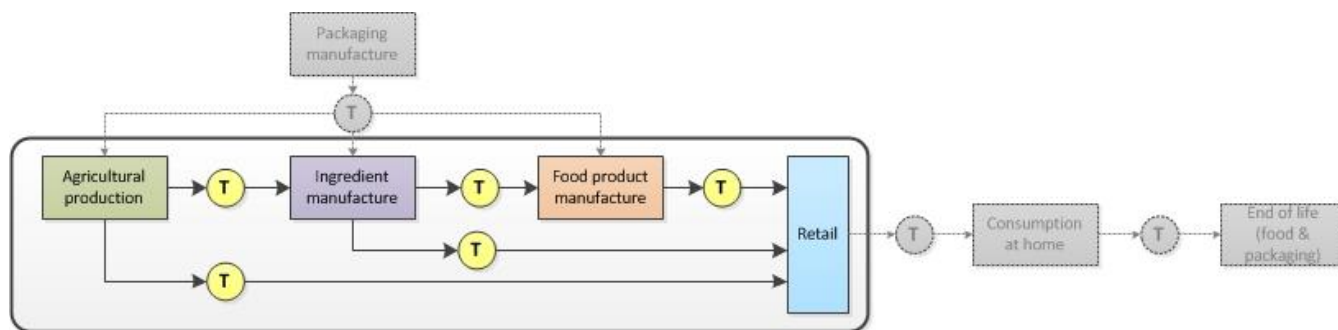 Packaging
manufacture
T
Agricultural
production
T
Ingredient
manufacture
T
Food product
manufacture
T
Retail
T
Consumption
at home
T
End of life
(food &
packaging)
T
T